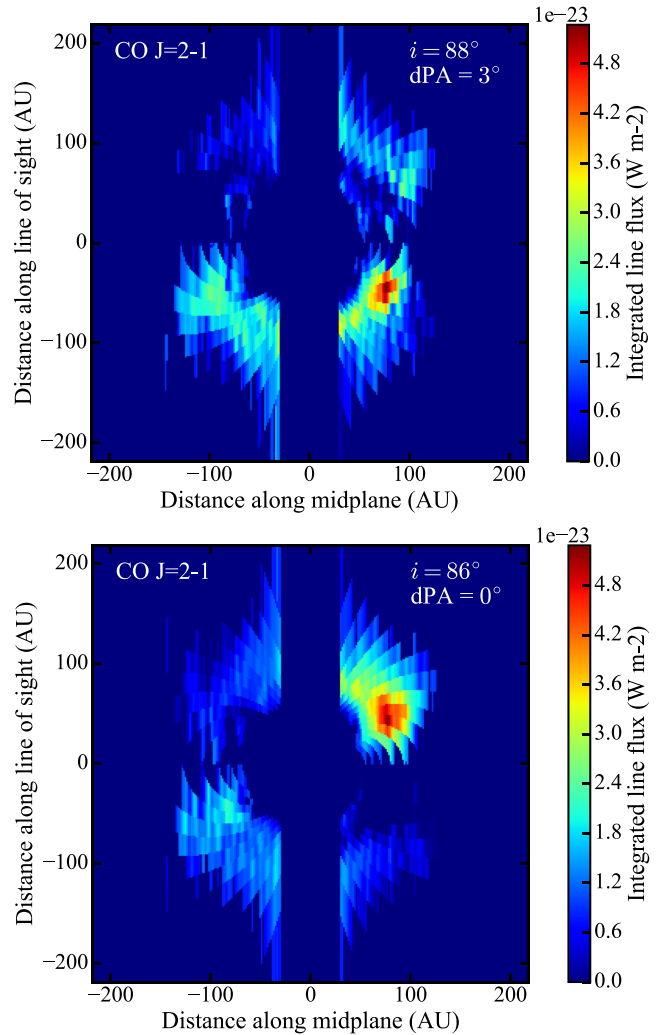 1e−23
CO J=2-1
i = 88°
dPA = 3°
200
100
0
−100
−200
Distance along line of sight (AU)
−200
−100
0
100
200
Distance along midplane (AU)
4.8
4.2
3.6
3.0
2.4
1.8
1.2
0.6
0.0
Integrated line flux (W m-2)
1e−23
CO J=2-1
i = 86°
dPA = 0°
200
100
0
−100
−200
Distance along line of sight (AU)
−200
−100
0
100
200
Distance along midplane (AU)
4.8
4.2
3.6
3.0
2.4
1.8
1.2
0.6
0.0
Integrated line flux (W m-2)